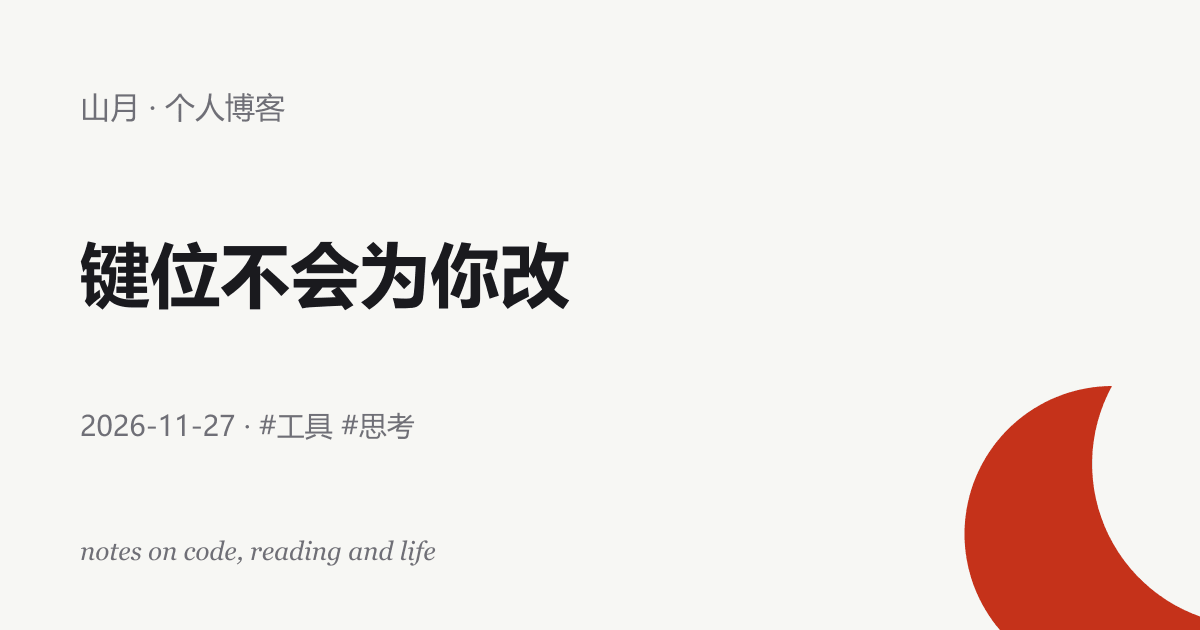 山月 · 个人博客
键位不会为你改
2026-11-27 · #工具 #思考
notes on code, reading and life